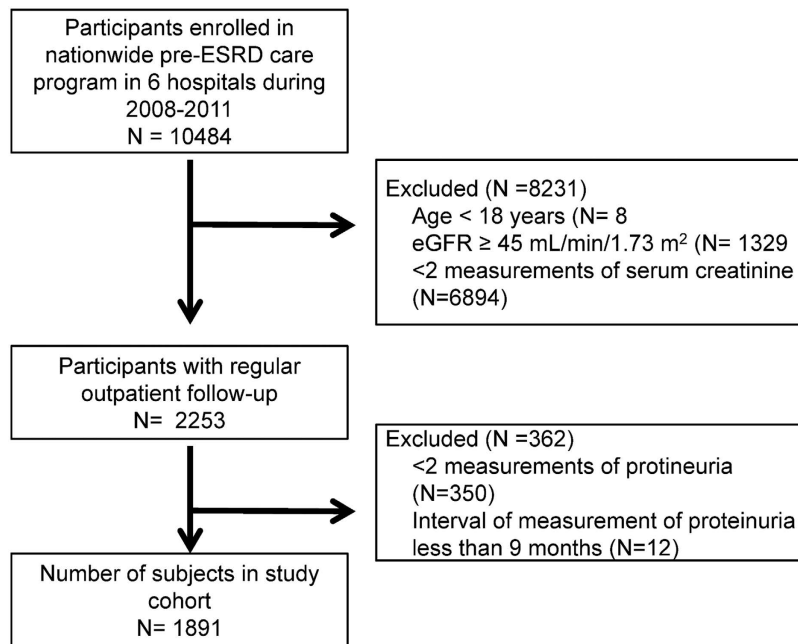 Participants enrolled in
nationwide pre-ESRD care
program in 6 hospitals during
2008-2011
N = 10484
Excluded (N =8231)
Age < 18 years (N= 8
eGFR ≥ 45 mL/min/1.73 m² (N= 1329
<2 measurements of serum creatinine
(N=6894)
Participants with regular
outpatient follow-up
N= 2253
Excluded (N =362)
<2 measurements of protineuria
(N=350)
Interval of measurement of proteinuria
less than 9 months (N=12)
Number of subjects in study
cohort
N = 1891